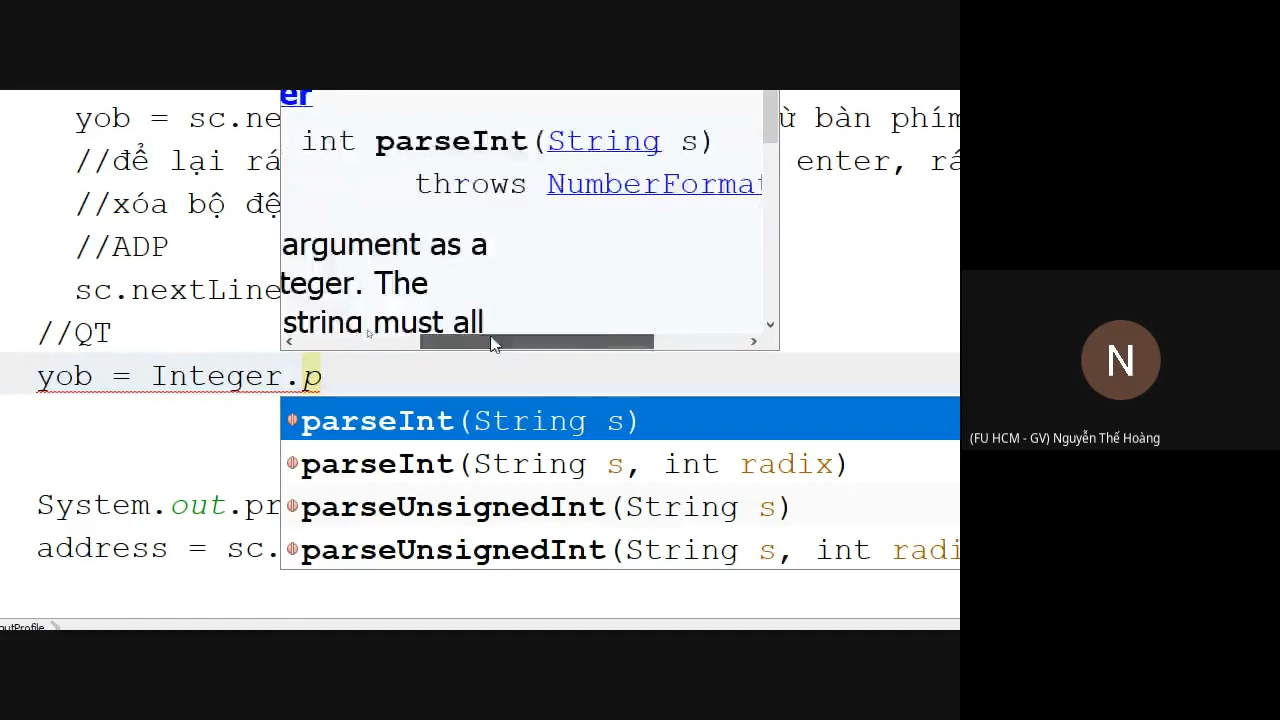 er
yob = sc.ne ừ bàn phím
int parseInt(String s)
//để lại rá enter, rá
throws NumberFormat
//xóa bộ đệ
//ADP
argument as a
teger. The
sc.nextLine
string must all
//QT
yob = Integer.p
parseInt(String s)
parseInt(String s, int radix)
parseUnsignedInt(String s)
System.out.pr
parseUnsignedInt(String s, int radi
address = sc.
outProfile
N
(FU HCM - GV) Nguyễn Thế Hoàng